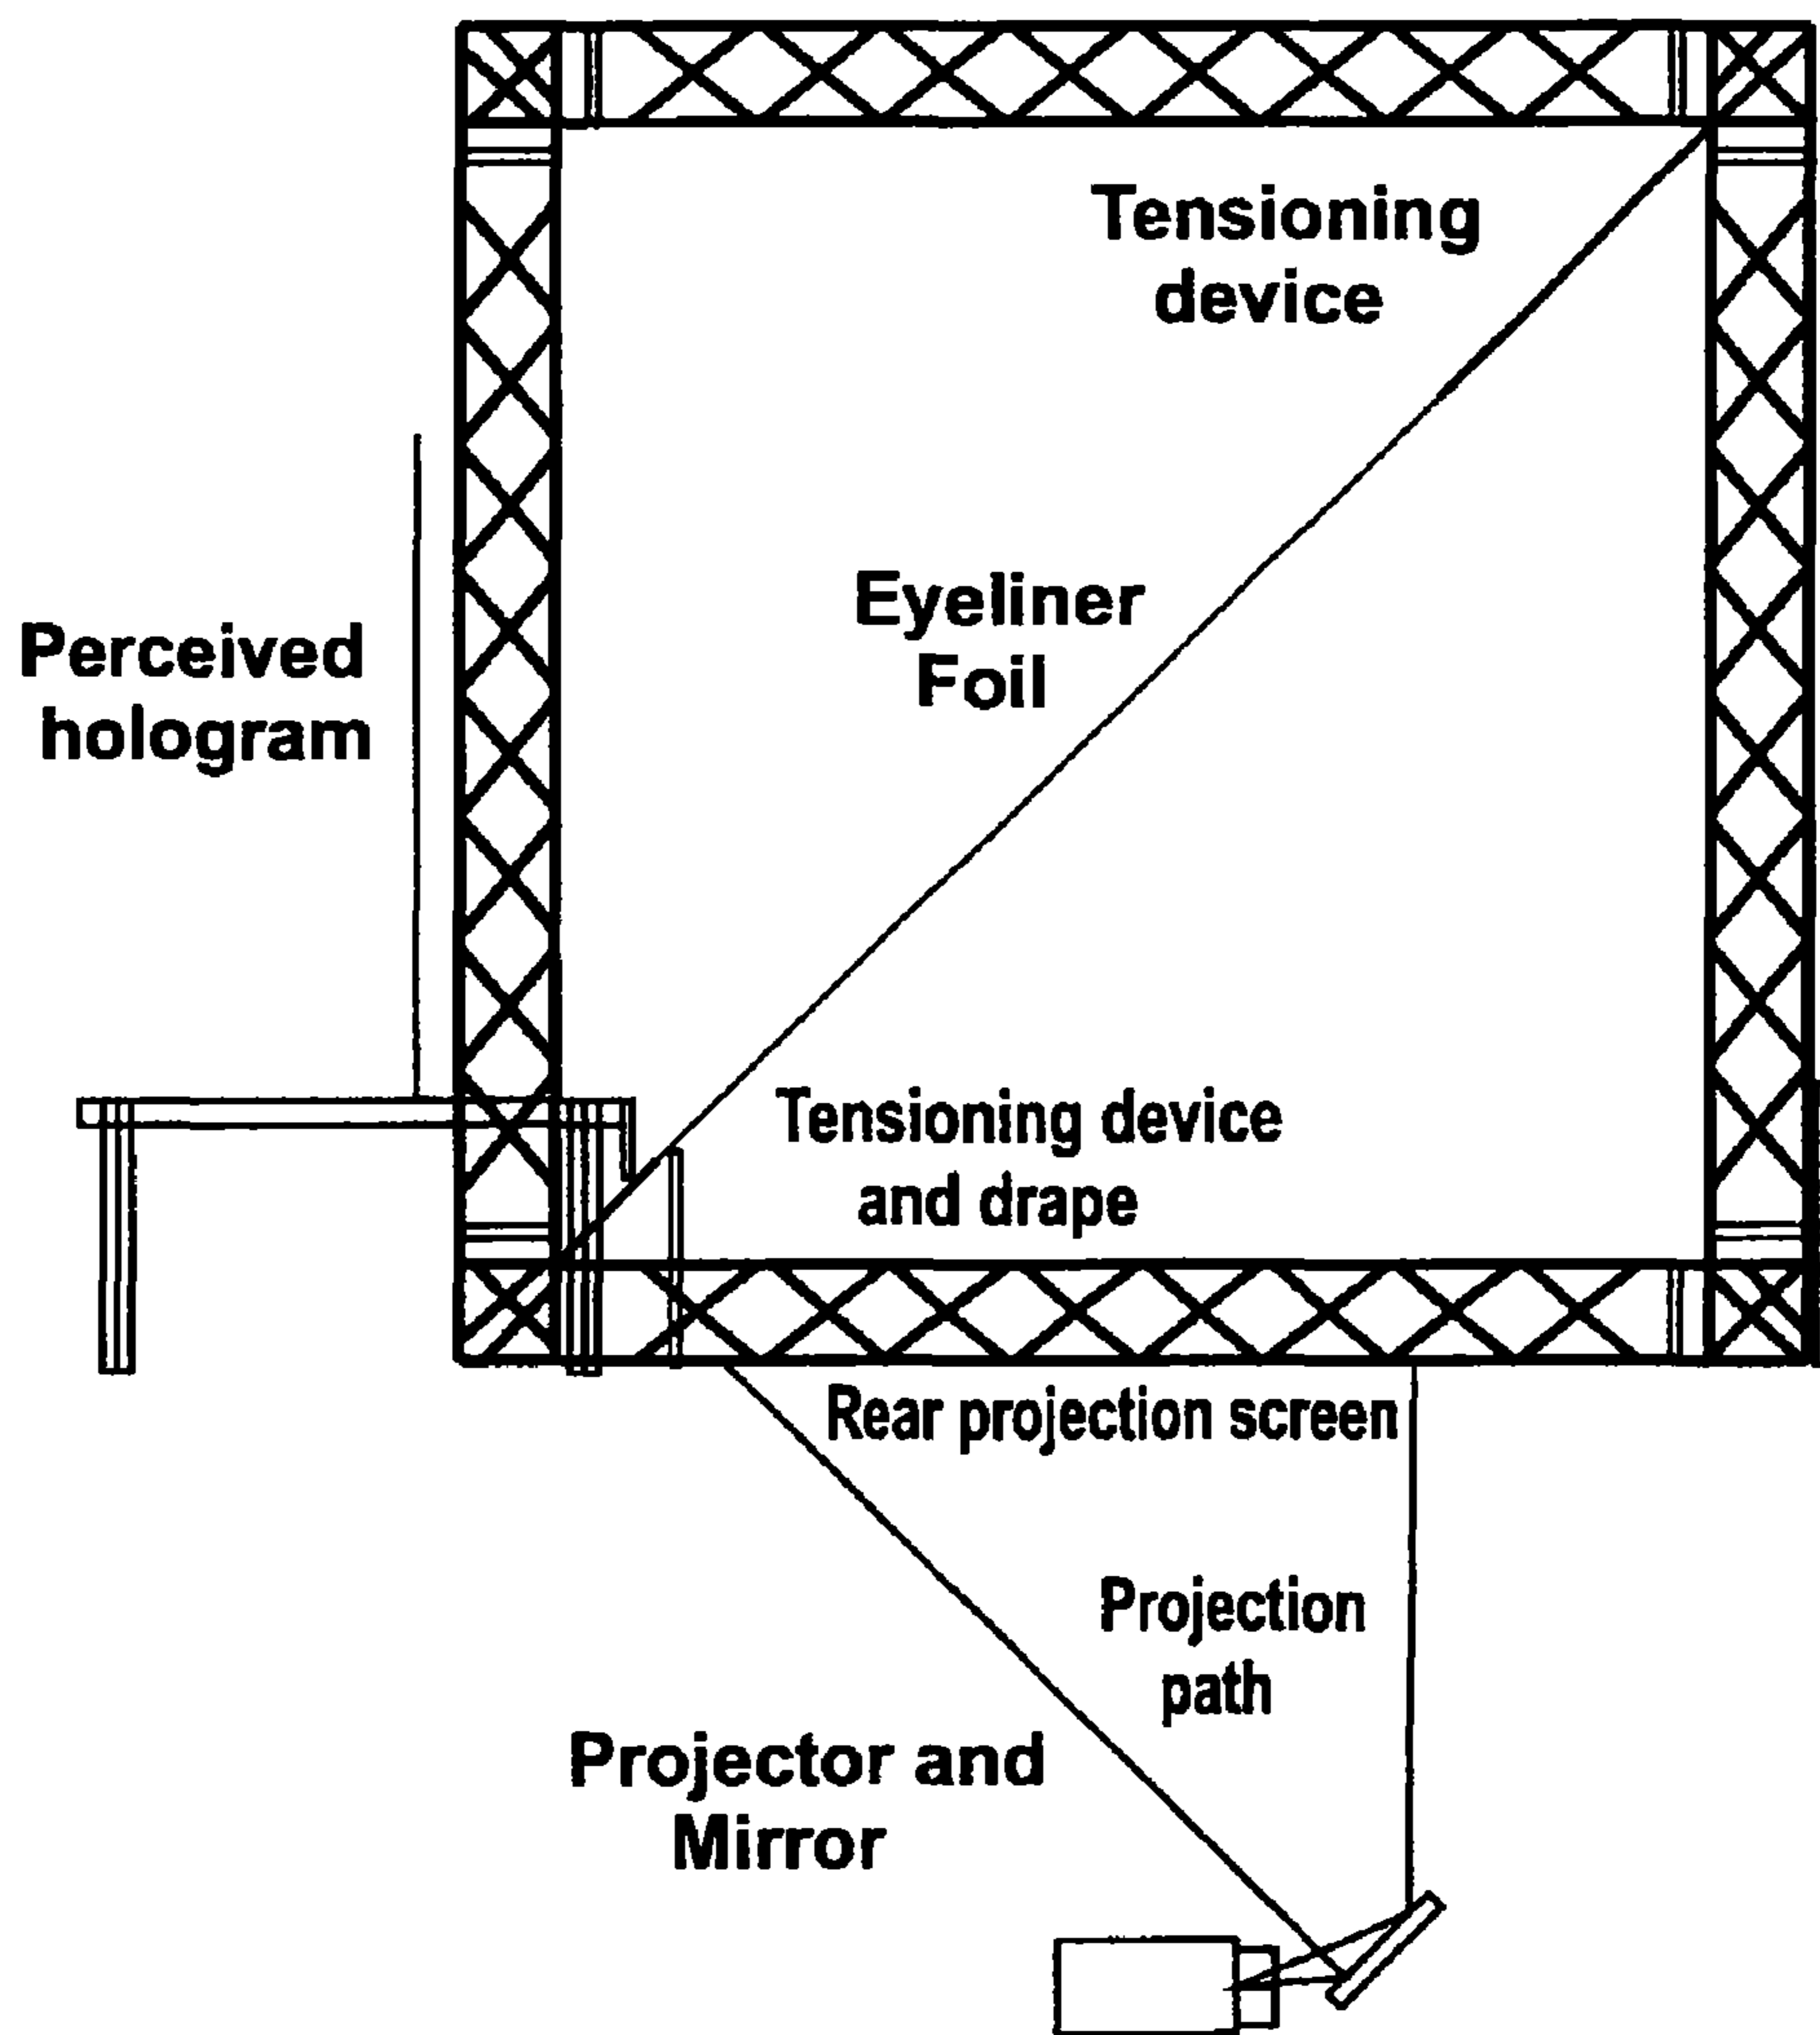 Tensioning
device
Eyeliner
Foil
Perceived
hologram
Tensioning device
and drape
Rear projection screen
Projection
path
Projector and
Mirror